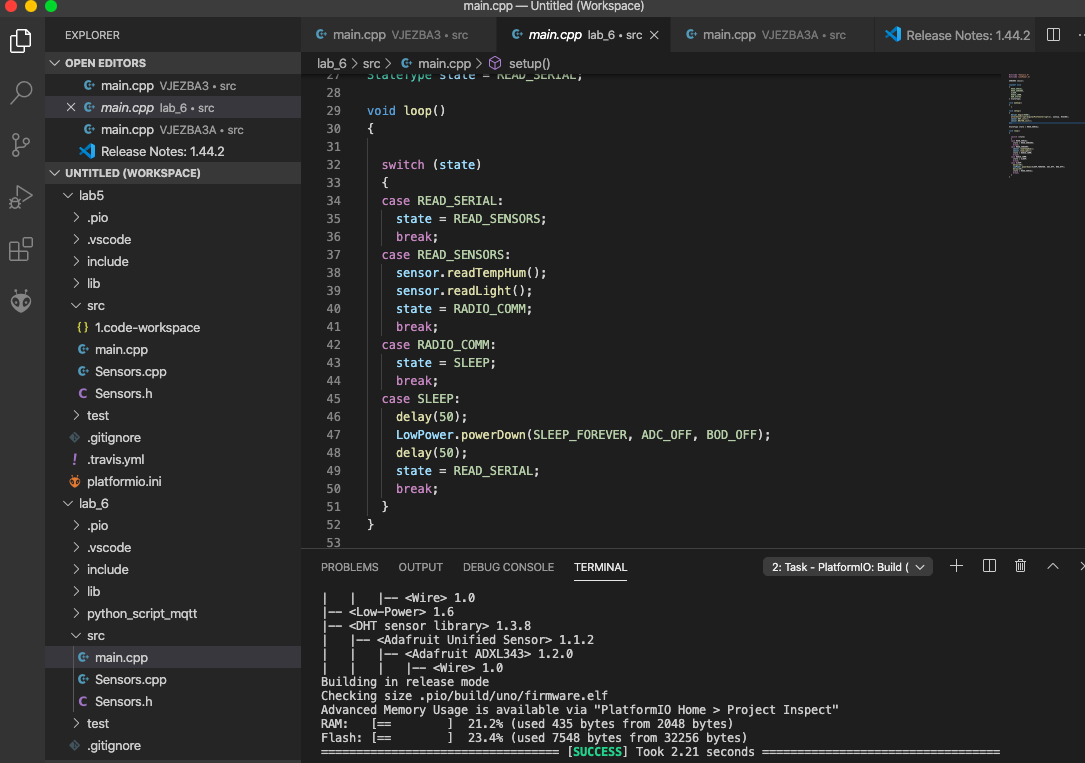 main.cpp — Untitled (Workspace)
EXPLORER
OPEN EDITORS
main.cpp VJEZBA3 • src
main.cpp lab_6 • src
main.cpp VJEZBA3A • src
Release Notes: 1.44.2
UNTITLED (WORKSPACE)
lab5
.pio
.vscode
include
lib
src
{} 1.code-workspace
main.cpp
Sensors.cpp
C Sensors.h
test
.gitignore
! .travis.yml
platformio.ini
lab_6
.pio
.vscode
include
lib
python_script_mqtt
src
main.cpp
Sensors.cpp
C Sensors.h
test
.gitignore
main.cpp VJEZBA3 • src
main.cpp lab_6 • src
main.cpp VJEZBA3A • src
Release Notes: 1.44.2
lab_6 > src > main.cpp > setup()
27 StateType state = READ_SERIAL;
28
29 void loop()
30 {
31
32 switch (state)
33 {
34 case READ_SERIAL:
35 state = READ_SENSORS;
36 break;
37 case READ_SENSORS:
38 sensor.readTempHum();
39 sensor.readLight();
40 state = RADIO_COMM;
41 break;
42 case RADIO_COMM:
43 state = SLEEP;
44 break;
45 case SLEEP:
46 delay(50);
47 LowPower.powerDown(SLEEP_FOREVER, ADC_OFF, BOD_OFF);
48 delay(50);
49 state = READ_SERIAL;
50 break;
51 }
52 }
53
PROBLEMS OUTPUT DEBUG CONSOLE TERMINAL
2: Task - PlatformIO: Build (
| | |-- <Wire> 1.0
|-- <Low-Power> 1.6
|-- <DHT sensor library> 1.3.8
| |-- <Adafruit Unified Sensor> 1.1.2
| | |-- <Adafruit ADXL343> 1.2.0
| | | |-- <Wire> 1.0
Building in release mode
Checking size .pio/build/uno/firmware.elf
Advanced Memory Usage is available via "PlatformIO Home > Project Inspect"
RAM: [== ] 21.2% (used 435 bytes from 2048 bytes)
Flash: [== ] 23.4% (used 7548 bytes from 32256 bytes)
================================== [SUCCESS] Took 2.21 seconds ==================================